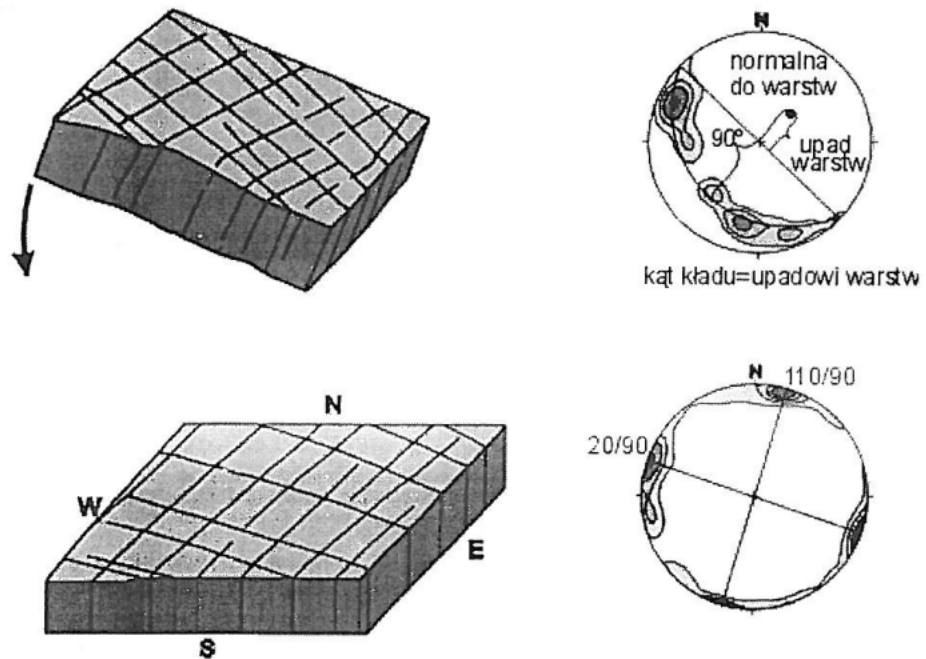 N
normalna
do warstw
90°
upad
warstw
kąt kładu=upadowi warstw
N
W
E
S
N
110/90
20/90